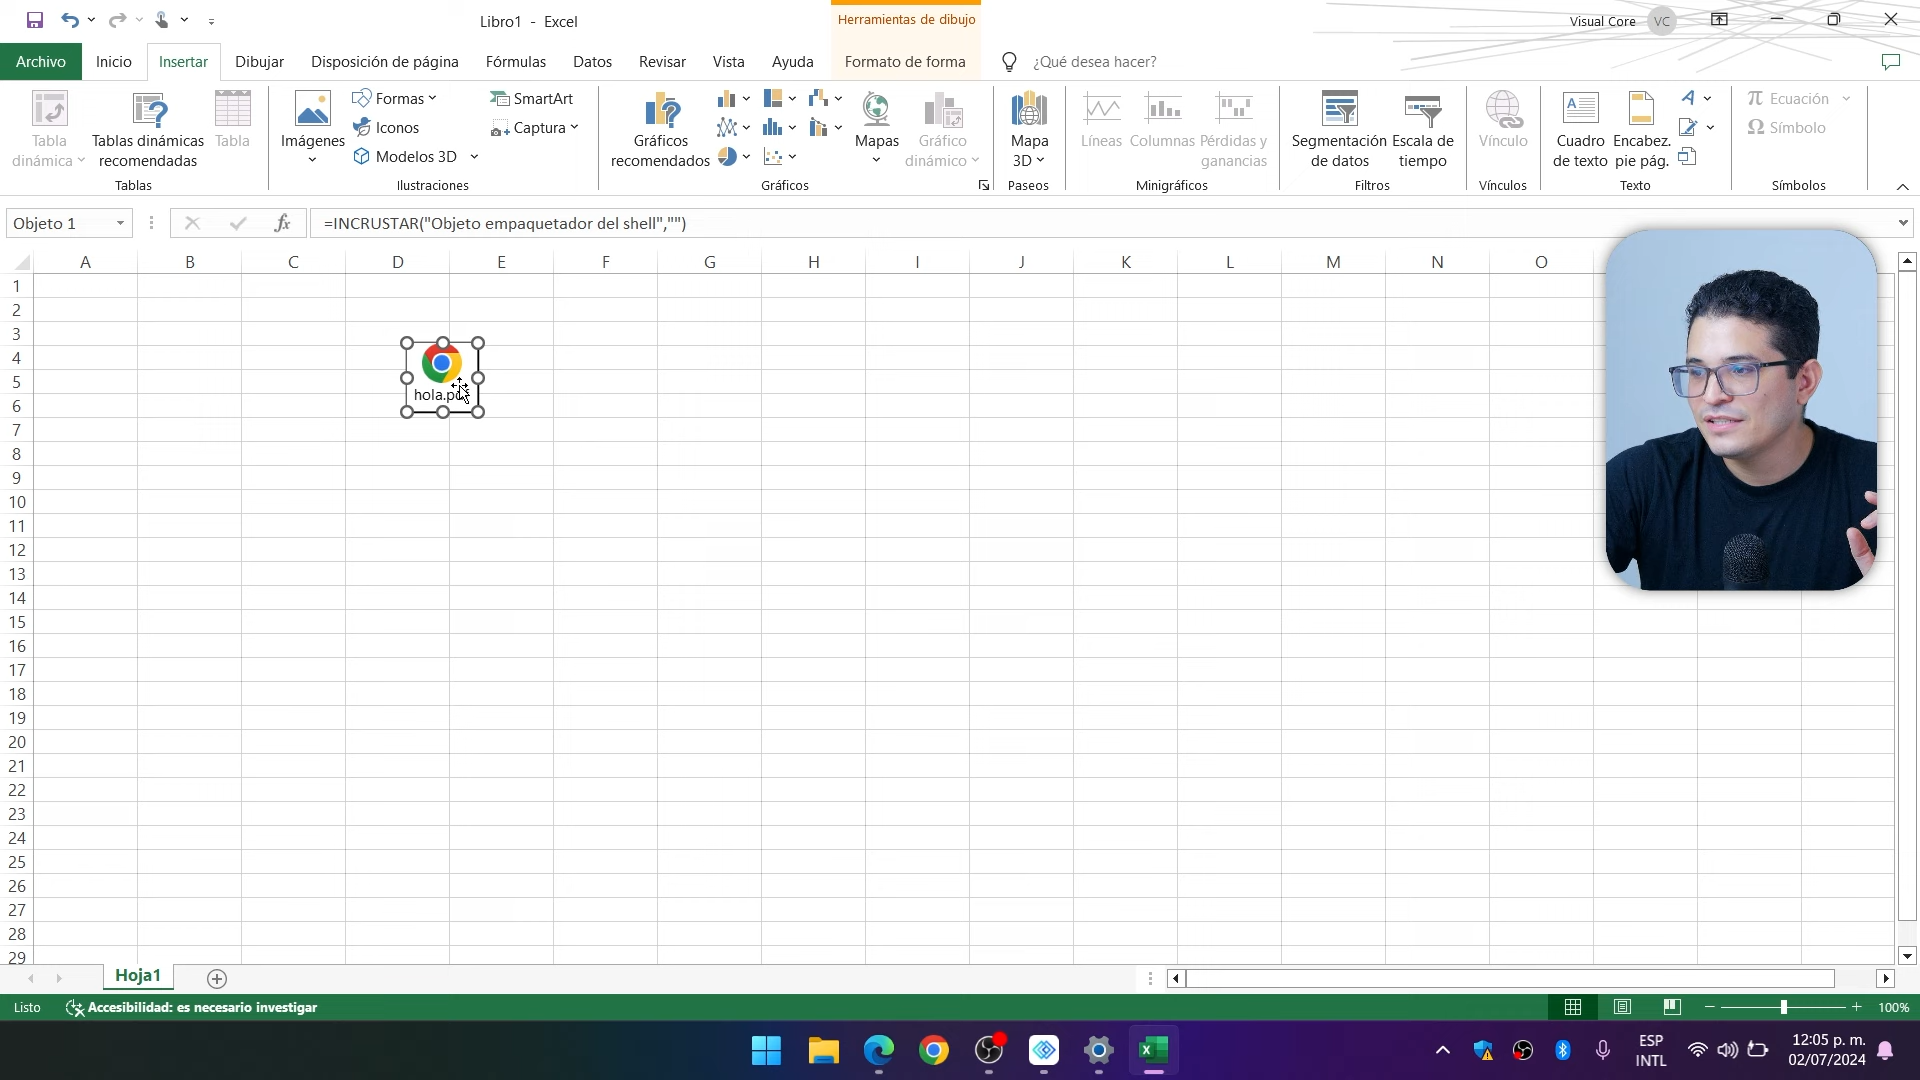 Libro1 - Excel
Herramientas de dibujo
Visual Core VC
Archivo Inicio Insertar Dibujar Disposición de página Fórmulas Datos Revisar Vista Ayuda Formato de forma ¿Qué desea hacer?
Tabla dinámica
Tablas dinámicas recomendadas
Tabla
Tablas
Imágenes
Formas
Iconos
Modelos 3D
SmartArt
Captura
Ilustraciones
Gráficos recomendados
Mapas
Gráfico dinámico
Gráficos
Mapa 3D
Paseos
Líneas
Columnas
Pérdidas y ganancias
Minigráficos
Segmentación de datos
Escala de tiempo
Filtros
Vínculo
Vínculos
Cuadro de texto
Encabez. pie pág.
Texto
π Ecuación
Ω Símbolo
Símbolos
Objeto 1
fx
=INCRUSTAR("Objeto empaquetador del shell","")
A B C D E F G H I J K L M N O
1
2
3
4
5
6
7
8
9
10
11
12
13
14
15
16
17
18
19
20
21
22
23
24
25
26
27
28
29
hola.pdf
Hoja1
Listo Accesibilidad: es necesario investigar 100%
ESP
INTL
12:05 p. m.
02/07/2024